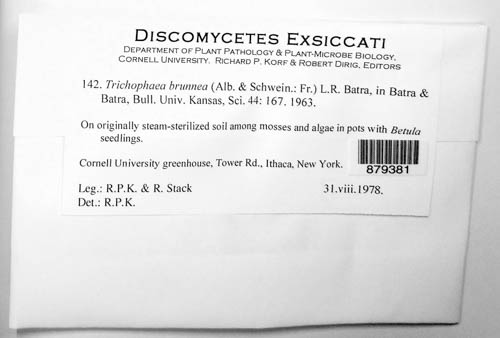 DISCOMYCETES EXSICCATI
DEPARTMENT OF PLANT PATHOLOGY & PLANT-MICROBE BIOLOGY,
CORNELL UNIVERSITY. RICHARD P. KORF & ROBERT DIRIG, EDITORS
142. Trichophaea brunnea (Alb. & Schwein.: Fr.) L.R. Batra, in Batra &
Batra, Bull. Univ. Kansas, Sci. 44: 167. 1963.
On originally steam-sterilized soil among mosses and algae in pots with Betula
seedlings.
Cornell University greenhouse, Tower Rd., Ithaca, New York.
879381
Leg.: R.P.K. & R. Stack 31.viii.1978.
Det.: R.P.K.